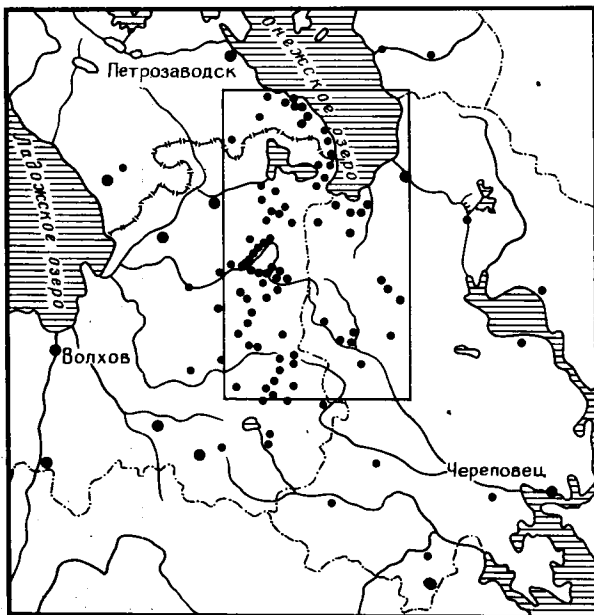 Онежское озеро
Петрозаводск
Ладожское озеро
Волхов
Череповец